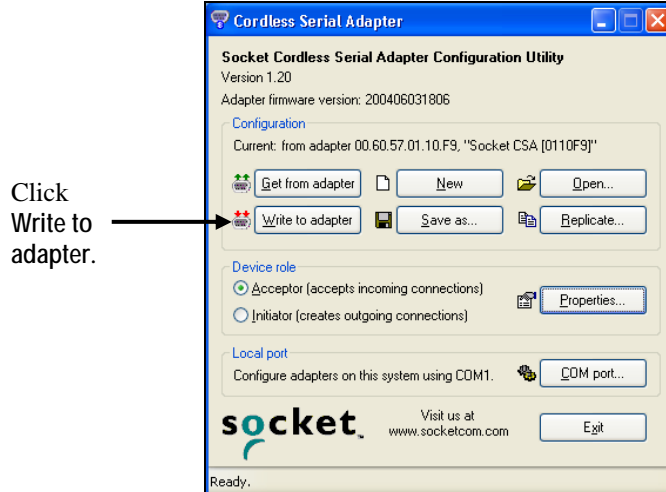 Cordless Serial Adapter
Socket Cordless Serial Adapter Configuration Utility
Version 1.20
Adapter firmware version: 200406031806
Configuration
Current: from adapter 00.60.57.01.10.F9, "Socket CSA [0110F9]"
Get from adapter New Open...
Click
Write to
adapter.
Write to adapter Save as... Replicate...
Device role
Acceptor (accepts incoming connections)
Initiator (creates outgoing connections)
Properties...
Local port
Configure adapters on this system using COM1. COM port...
socket™
Visit us at
www.socketcom.com
Exit
Ready.